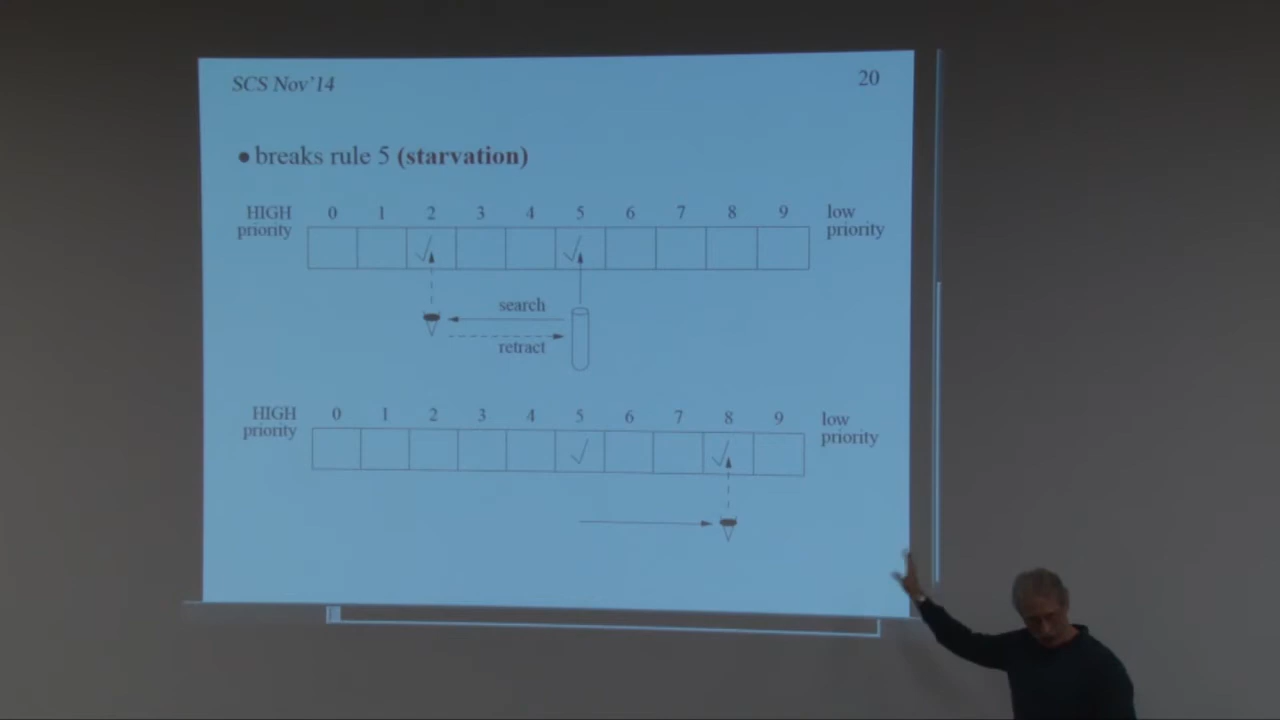 SCS Nov'14 20
• breaks rule 5 (starvation)
HIGH priority 0 1 2 3 4 5 6 7 8 9 low priority
search
retract
HIGH priority 0 1 2 3 4 5 6 7 8 9 low priority